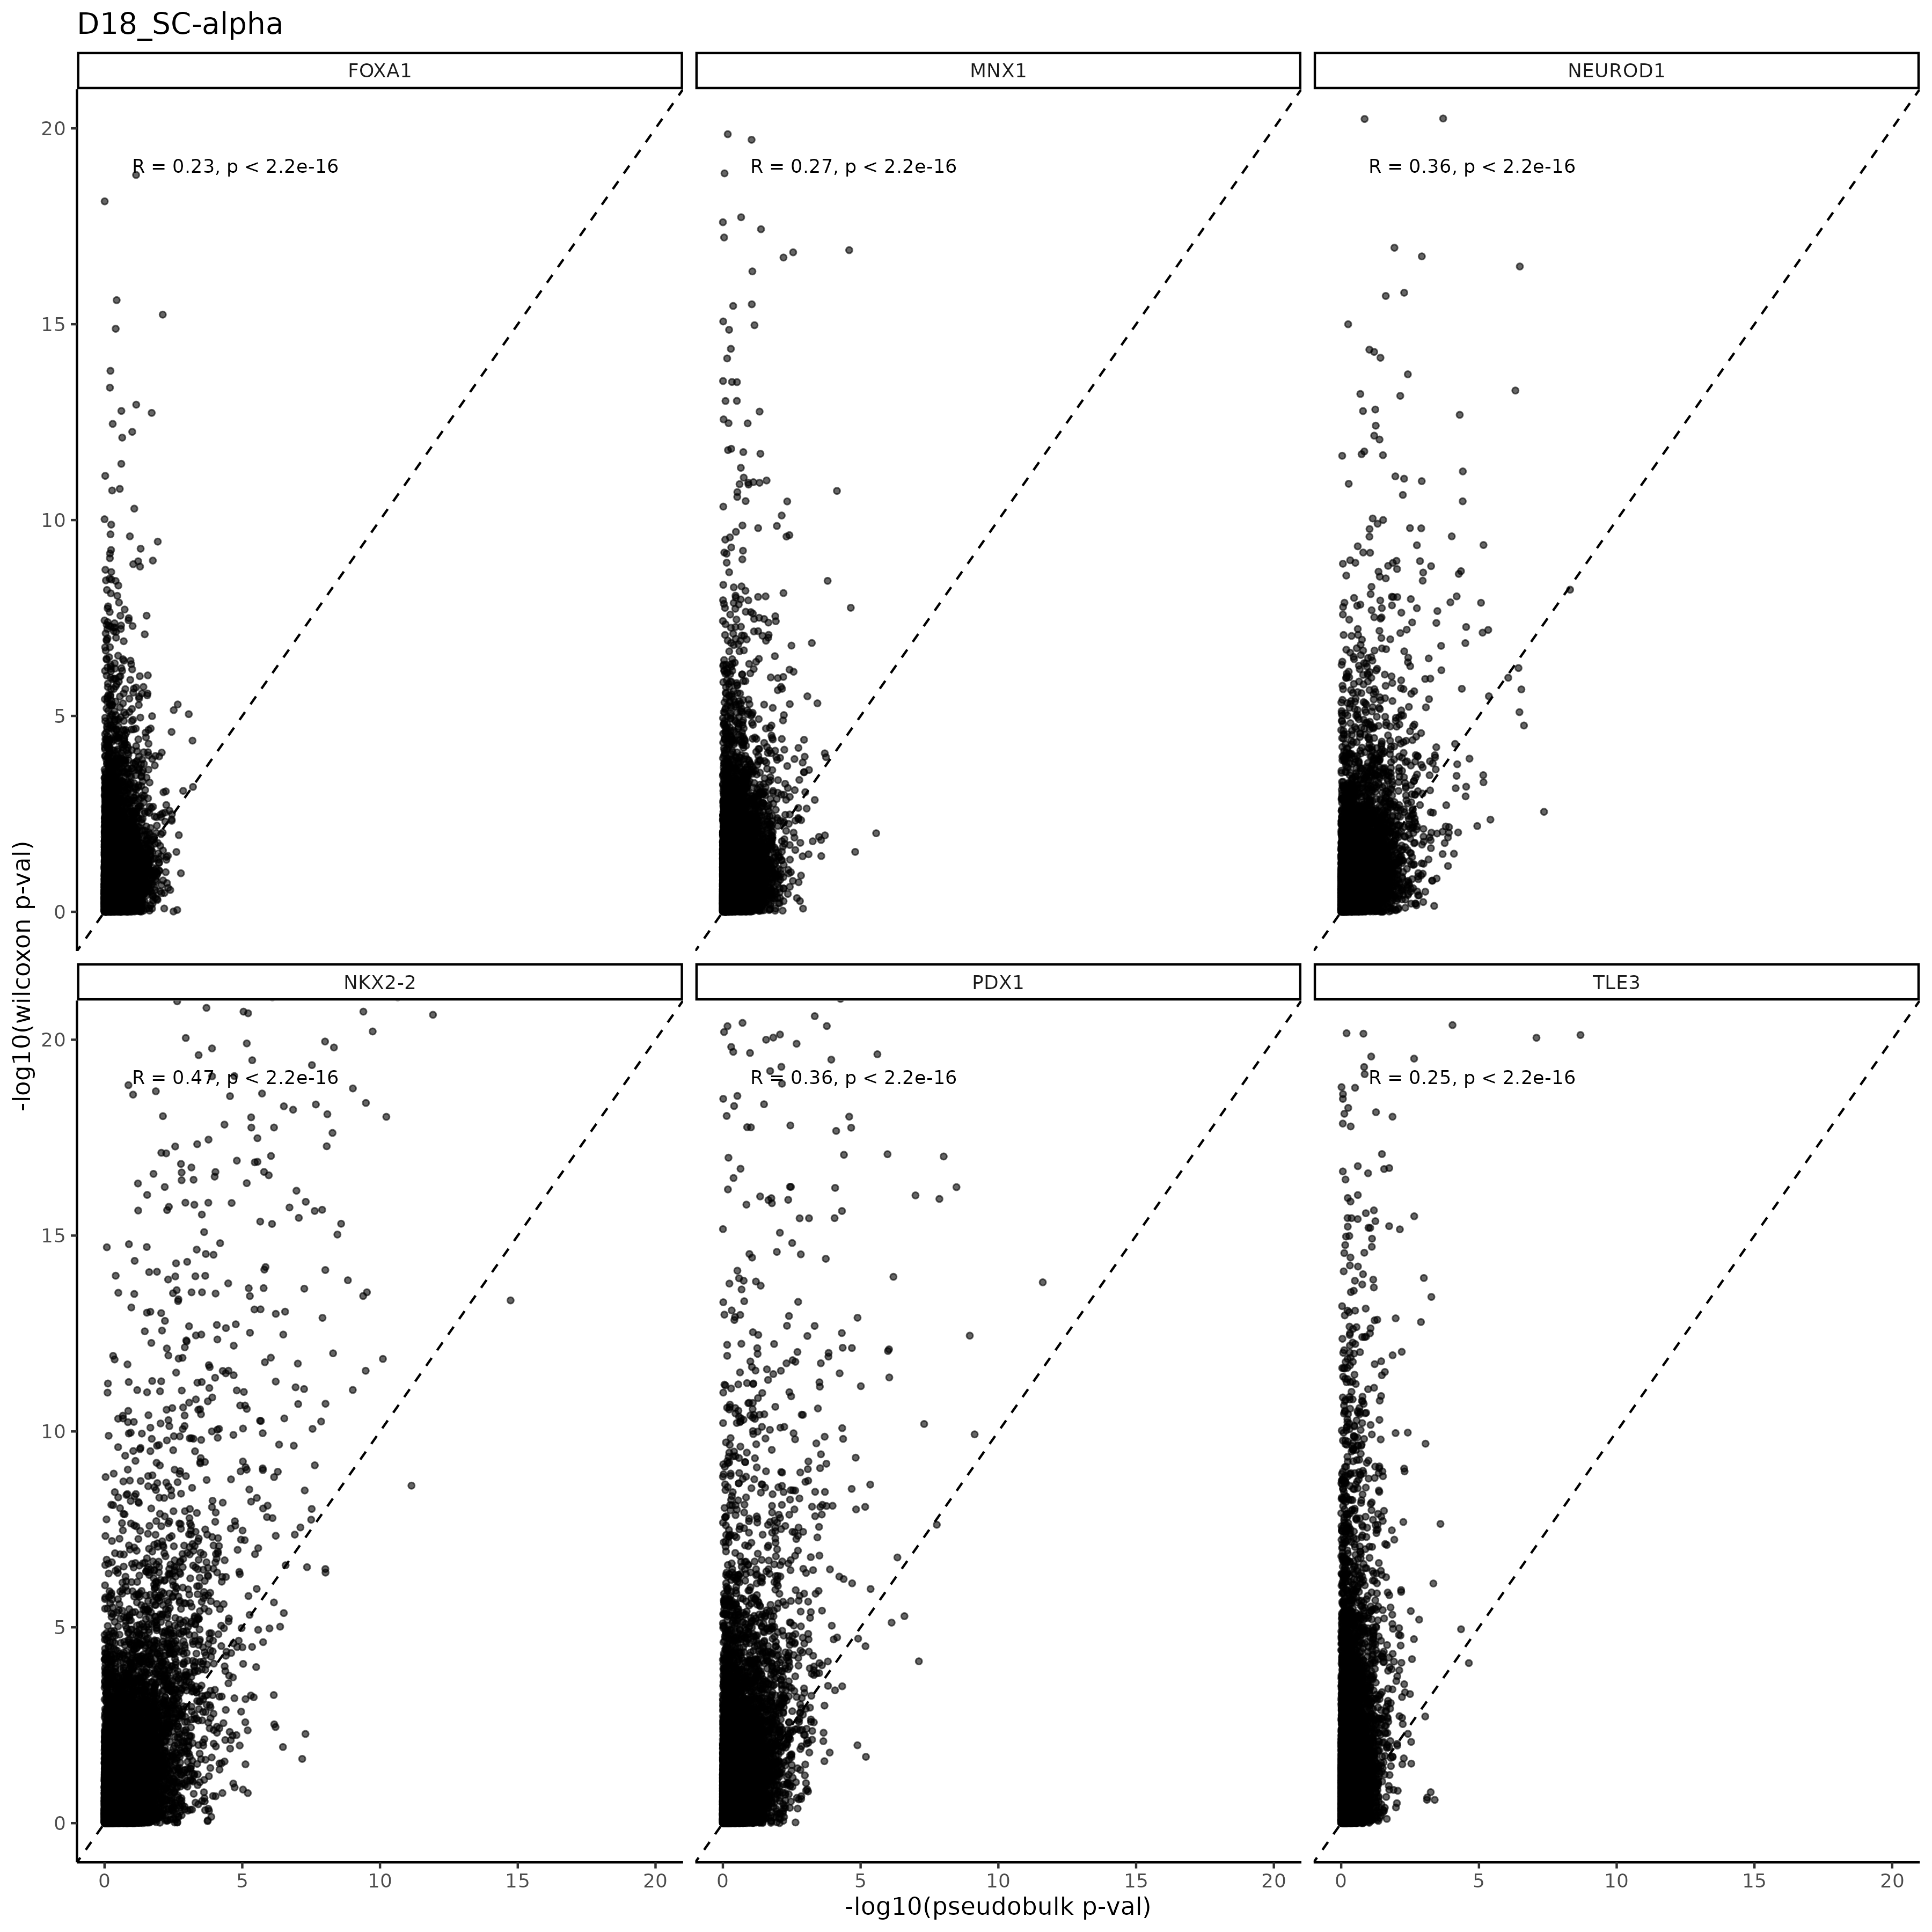 D18_SC-alpha
FOXA1
MNX1
NEUROD1
R = 0.23, p < 2.2e-16
R = 0.27, p < 2.2e-16
R = 0.36, p < 2.2e-16
20
15
10
5
0
-log10(wilcoxon p-val)
NKX2-2
PDX1
TLE3
R = 0.47, p < 2.2e-16
R = 0.36, p < 2.2e-16
R = 0.25, p < 2.2e-16
20
15
10
5
0
0 5 10 15 20
0 5 10 15 20
0 5 10 15 20
-log10(pseudobulk p-val)